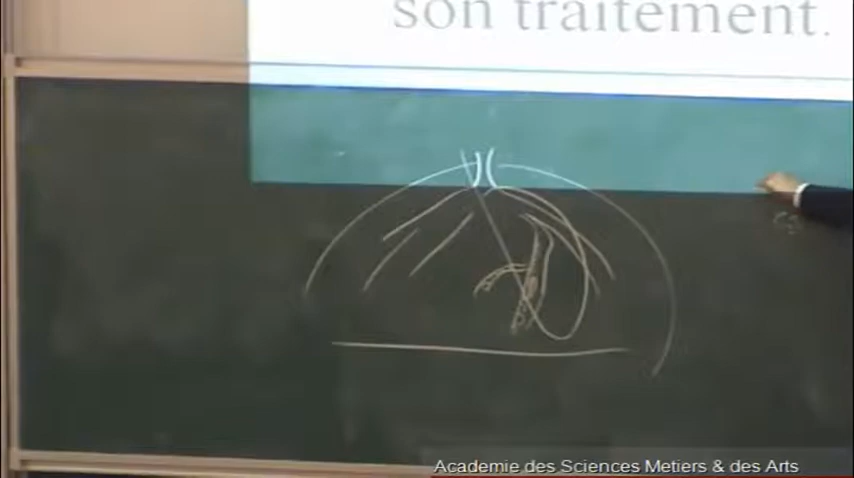 son traitement.
Academie des Sciences Metiers & des Arts